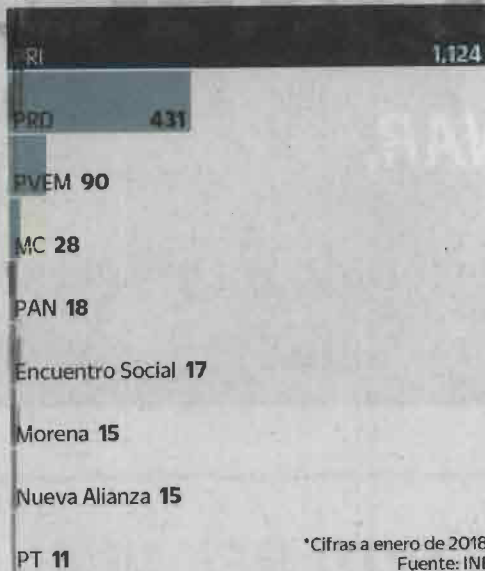 PRI 1,124
PRD 431
PVEM 90
MC 28
PAN 18
Encuentro Social 17
Morena 15
Nueva Alianza 15
PT 11
*Cifras a enero de 2018
Fuente: INE